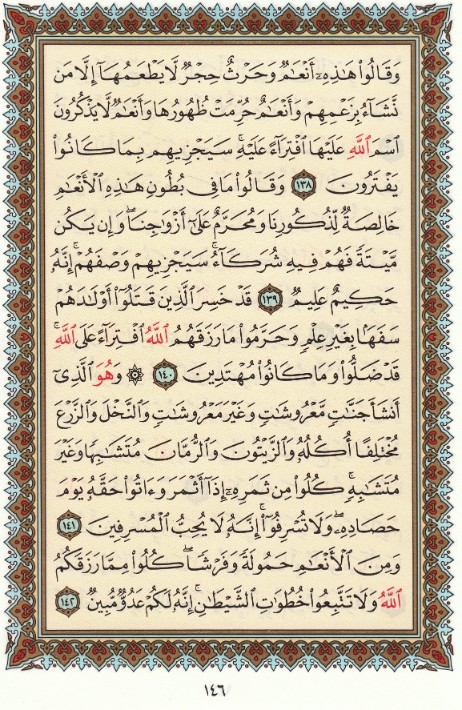 وَقَالُوا۟ هَٰذِهِۦٓ أَنْعَٰمٌ وَحَرْثٌ حِجْرٌ لَّا يَطْعَمُهَآ إِلَّا مَن
نَّشَآءُ بِزَعْمِهِمْ وَأَنْعَٰمٌ حُرِّمَتْ ظُهُورُهَا وَأَنْعَٰمٌ لَّا يَذْكُرُونَ
ٱسْمَ ٱللَّهِ عَلَيْهَا ٱفْتِرَآءً عَلَيْهِ ۚ سَيَجْزِيهِم بِمَا كَانُوا۟
يَفْتَرُونَ ١٣٨ وَقَالُوا۟ مَا فِى بُطُونِ هَٰذِهِ ٱلْأَنْعَٰمِ
خَالِصَةٌ لِّذُكُورِنَا وَمُحَرَّمٌ عَلَىٰٓ أَزْوَٰجِنَا ۖ وَإِن يَكُن
مَّيْتَةً فَهُمْ فِيهِ شُرَكَآءُ ۚ سَيَجْزِيهِمْ وَصْفَهُمْ ۚ إِنَّهُۥ
حَكِيمٌ عَلِيمٌ ١٣٩ قَدْ خَسِرَ ٱلَّذِينَ قَتَلُوٓا۟ أَوْلَٰدَهُمْ
سَفَهًۢا بِغَيْرِ عِلْمٍ وَحَرَّمُوا۟ مَا رَزَقَهُمُ ٱللَّهُ ٱفْتِرَآءً عَلَى ٱللَّهِ ۚ
قَدْ ضَلُّوا۟ وَمَا كَانُوا۟ مُهْتَدِينَ ١٤٠ ۞ وَهُوَ ٱلَّذِىٓ
أَنشَأَ جَنَّٰتٍ مَّعْرُوشَٰتٍ وَغَيْرَ مَعْرُوشَٰتٍ وَٱلنَّخْلَ وَٱلزَّرْعَ
مُخْتَلِفًا أُكُلُهُۥ وَٱلزَّيْتُونَ وَٱلرُّمَّانَ مُتَشَٰبِهًا وَغَيْرَ
مُتَشَٰبِهٍ ۚ كُلُوا۟ مِن ثَمَرِهِۦٓ إِذَآ أَثْمَرَ وَءَاتُوا۟ حَقَّهُۥ يَوْمَ
حَصَادِهِۦ ۖ وَلَا تُسْرِفُوٓا۟ ۚ إِنَّهُۥ لَا يُحِبُّ ٱلْمُسْرِفِينَ ١٤١
وَمِنَ ٱلْأَنْعَٰمِ حَمُولَةً وَفَرْشًا ۚ كُلُوا۟ مِمَّا رَزَقَكُمُ
ٱللَّهُ وَلَا تَتَّبِعُوا۟ خُطُوَٰتِ ٱلشَّيْطَٰنِ ۚ إِنَّهُۥ لَكُمْ عَدُوٌّ مُّبِينٌ ١٤٢
١٤٦